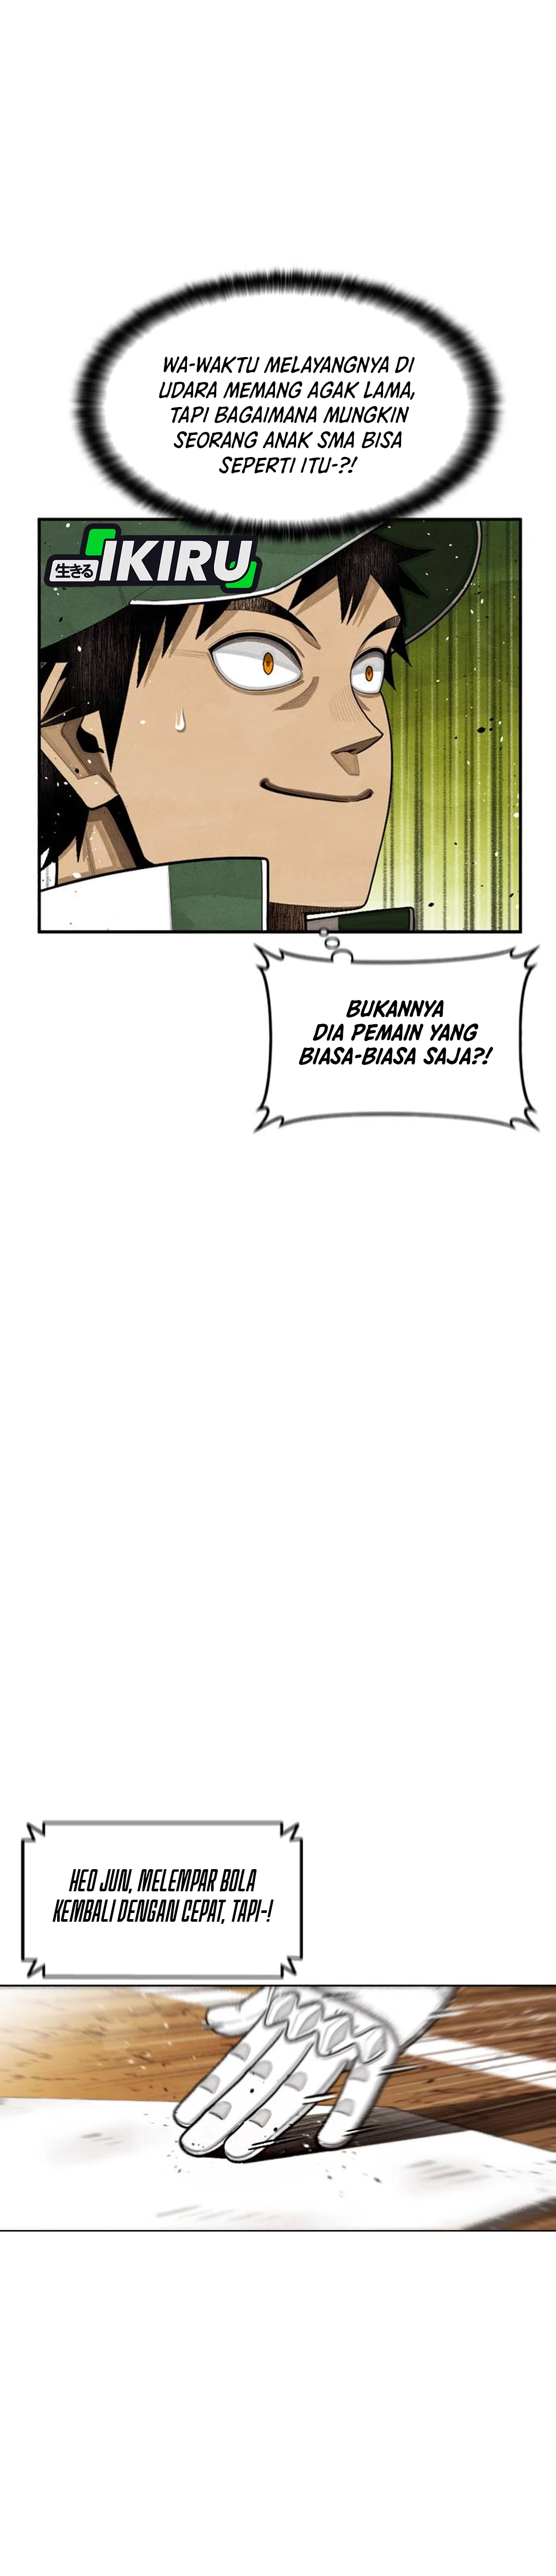 WA-WAKTU MELAYANGNYA DI
UDARA MEMANG AGAK LAMA,
TAPI BAGAIMANA MUNGKIN
SEORANG ANAK SMA BISA
SEPERTI ITU-?!
生きる IKIRU
BUKANNYA
DIA PEMAIN YANG
BIASA-BIASA SAJA?!
HEO JUN, MELEMPAR BOLA
KEMBALI DENGAN CEPAT, TAPI-!